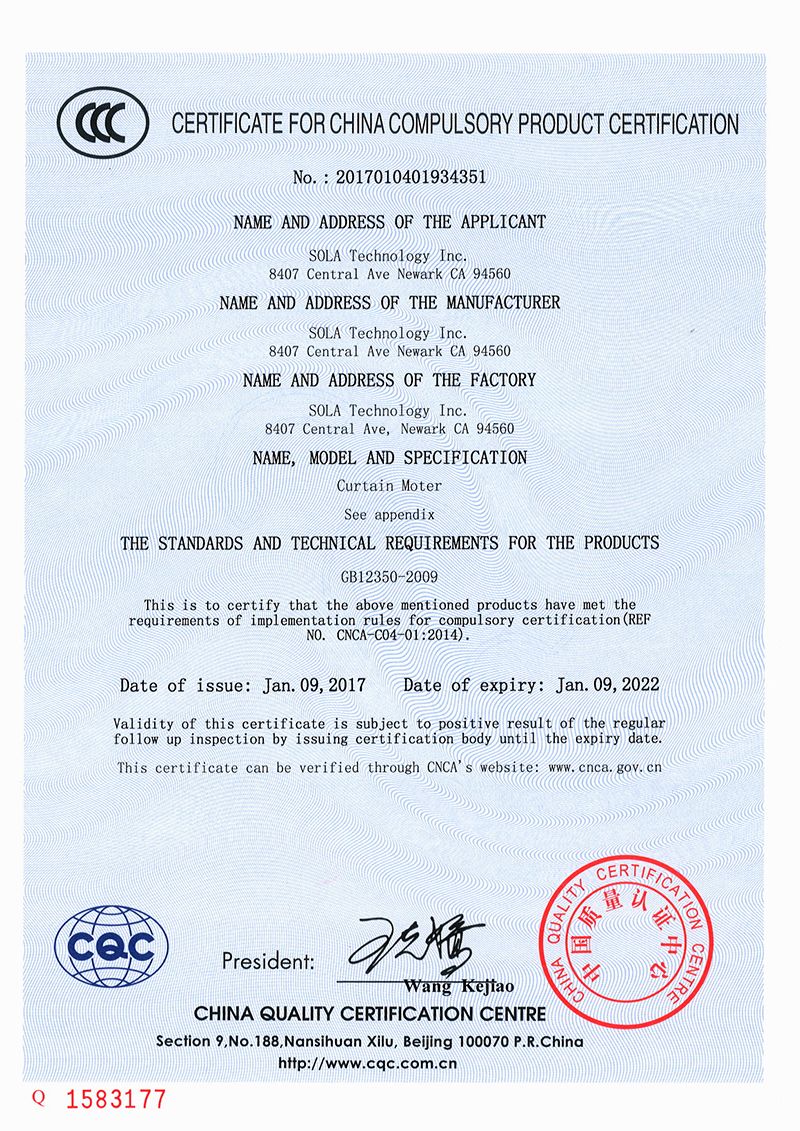 CCC
CERTIFICATE FOR CHINA COMPULSORY PRODUCT CERTIFICATION
No. : 2017010401934351
NAME AND ADDRESS OF THE APPLICANT
SOLA Technology Inc.
8407 Central Ave Newark CA 94560
NAME AND ADDRESS OF THE MANUFACTURER
SOLA Technology Inc.
8407 Central Ave Newark CA 94560
NAME AND ADDRESS OF THE FACTORY
SOLA Technology Inc.
8407 Central Ave, Newark CA 94560
NAME, MODEL AND SPECIFICATION
Curtain Moter
See appendix
THE STANDARDS AND TECHNICAL REQUIREMENTS FOR THE PRODUCTS
GB12350-2009
This is to certify that the above mentioned products have met the
requirements of implementation rules for compulsory certification(REF
NO. CNCA-C04-01:2014).
Date of issue: Jan.09,2017 Date of expiry: Jan.09,2022
Validity of this certificate is subject to positive result of the regular
follow up inspection by issuing certification body until the expiry date.
This certificate can be verified through CNCA's website: www.cnca.gov.cn
CHINA QUALITY CERTIFICATION CENTRE
中国质量认证中心
CQC
President:
Wang Kejiao
CHINA QUALITY CERTIFICATION CENTRE
Section 9,No.188,Nansihuan Xilu, Beijing 100070 P.R.China
http://www.cqc.com.cn
Q 1583177